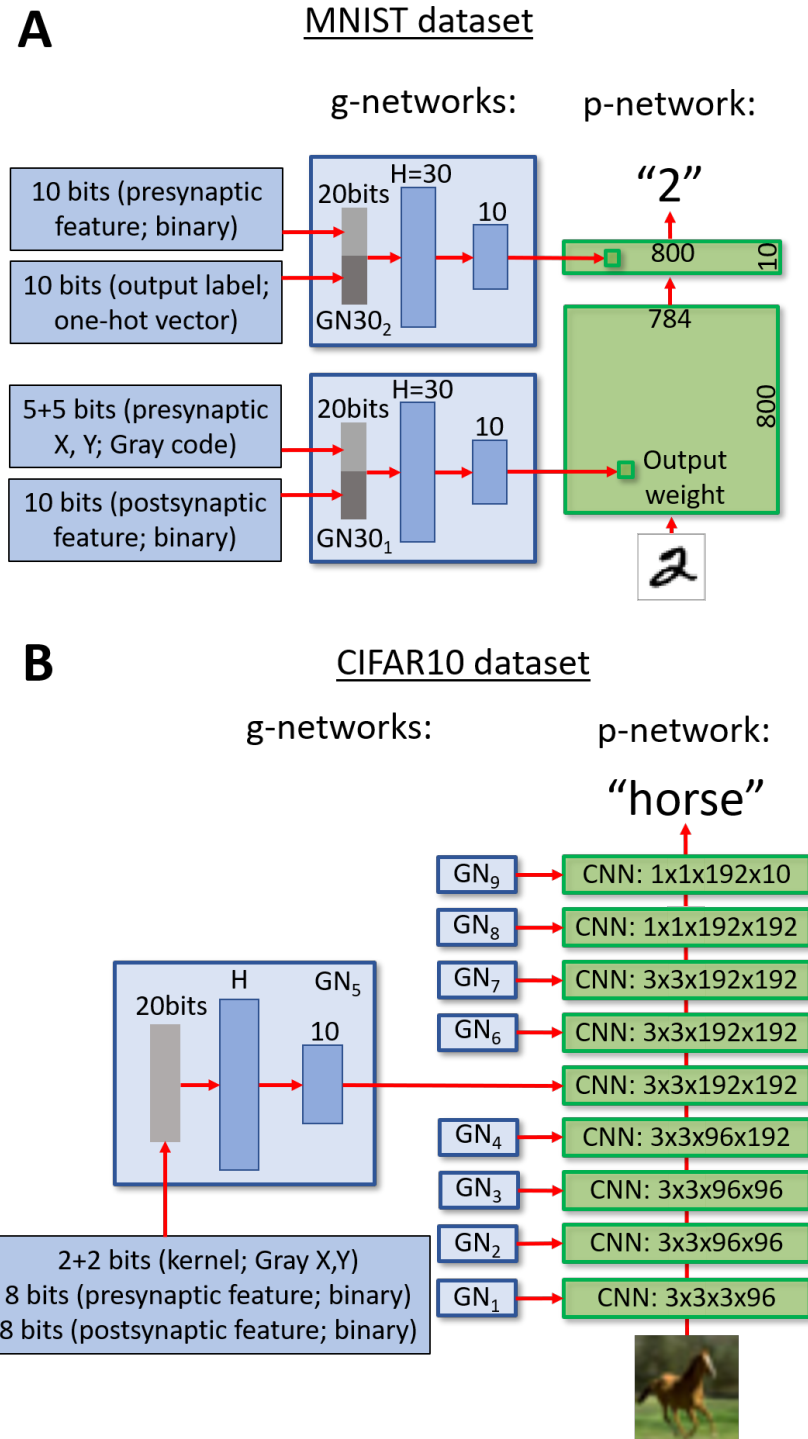 A
MNIST dataset
g-networks:
p-network:
10 bits (presynaptic
feature; binary)
10 bits (output label;
one-hot vector)
20bits
H=30
10
GN30₂
"2"
800
10
5+5 bits (presynaptic
X, Y; Gray code)
10 bits (postsynaptic
feature; binary)
20bits
H=30
10
GN30₁
784
800
Output
weight
2
B
CIFAR10 dataset
g-networks:
p-network:
"horse"
GN₉
CNN: 1x1x192x10
GN₈
CNN: 1x1x192x192
GN₇
CNN: 3x3x192x192
GN₆
CNN: 3x3x192x192
20bits
H
10
GN₅
CNN: 3x3x192x192
GN₄
CNN: 3x3x96x192
GN₃
CNN: 3x3x96x96
GN₂
CNN: 3x3x96x96
GN₁
CNN: 3x3x3x96
2+2 bits (kernel; Gray X,Y)
8 bits (presynaptic feature; binary)
8 bits (postsynaptic feature; binary)